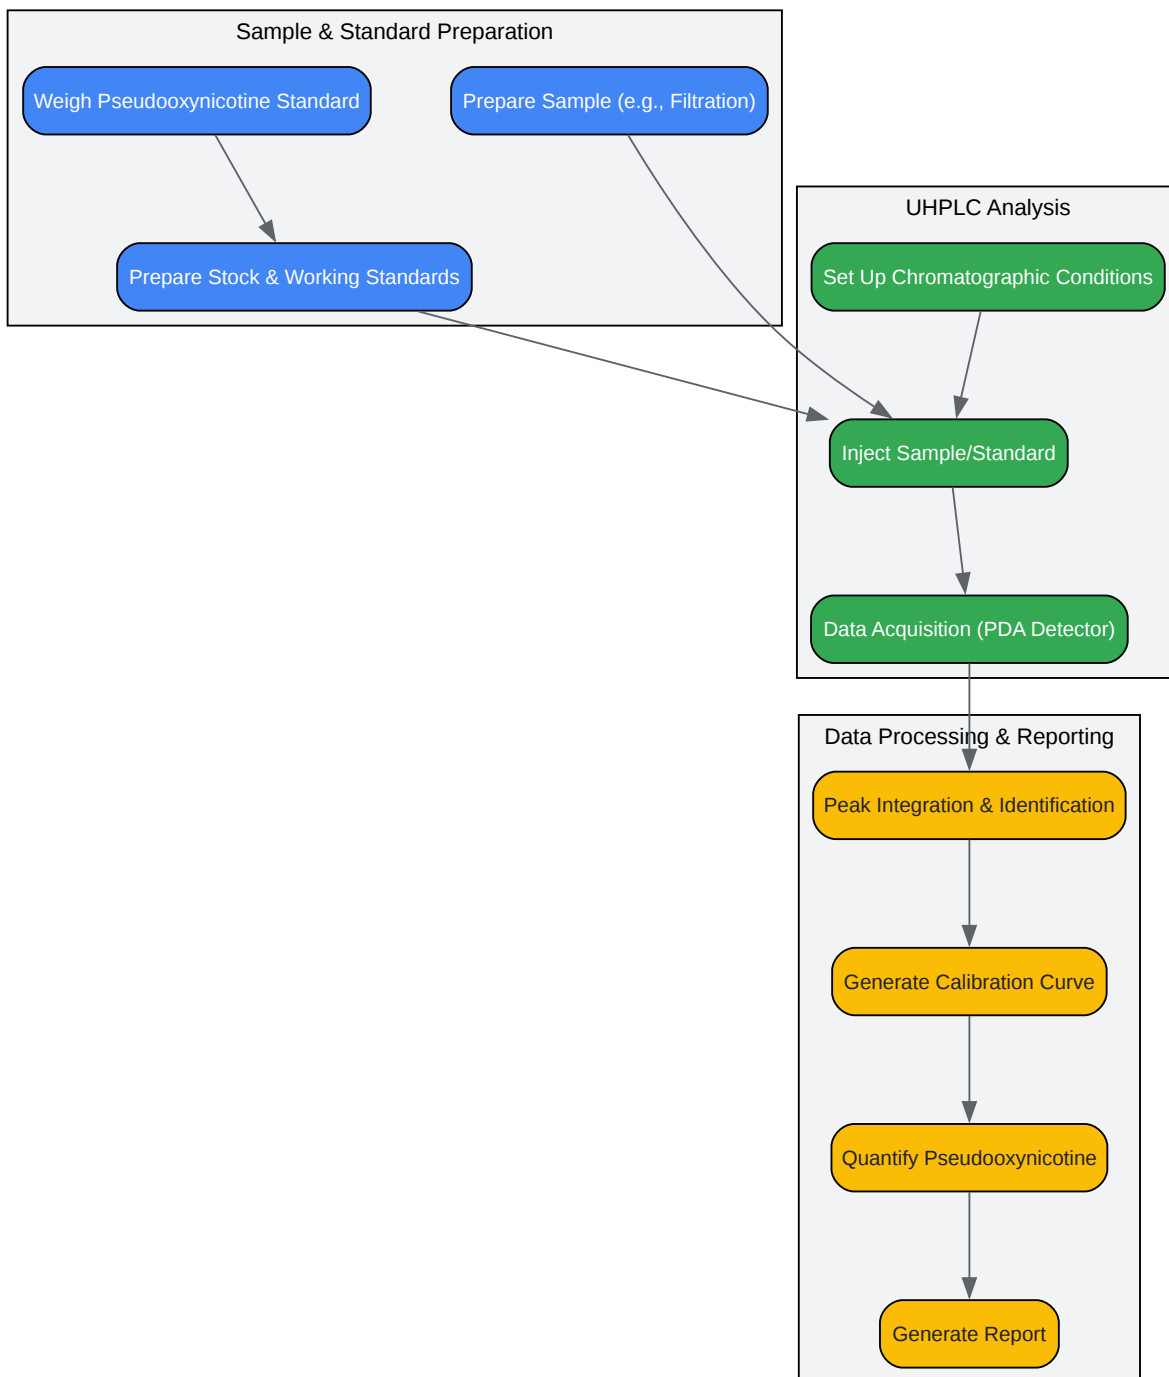 Sample & Standard Preparation
Weigh Pseudooxynicotine Standard
Prepare Sample (e.g., Filtration)
Prepare Stock & Working Standards
UHPLC Analysis
Set Up Chromatographic Conditions
Inject Sample/Standard
Data Acquisition (PDA Detector)
Data Processing & Reporting
Peak Integration & Identification
Generate Calibration Curve
Quantify Pseudooxynicotine
Generate Report